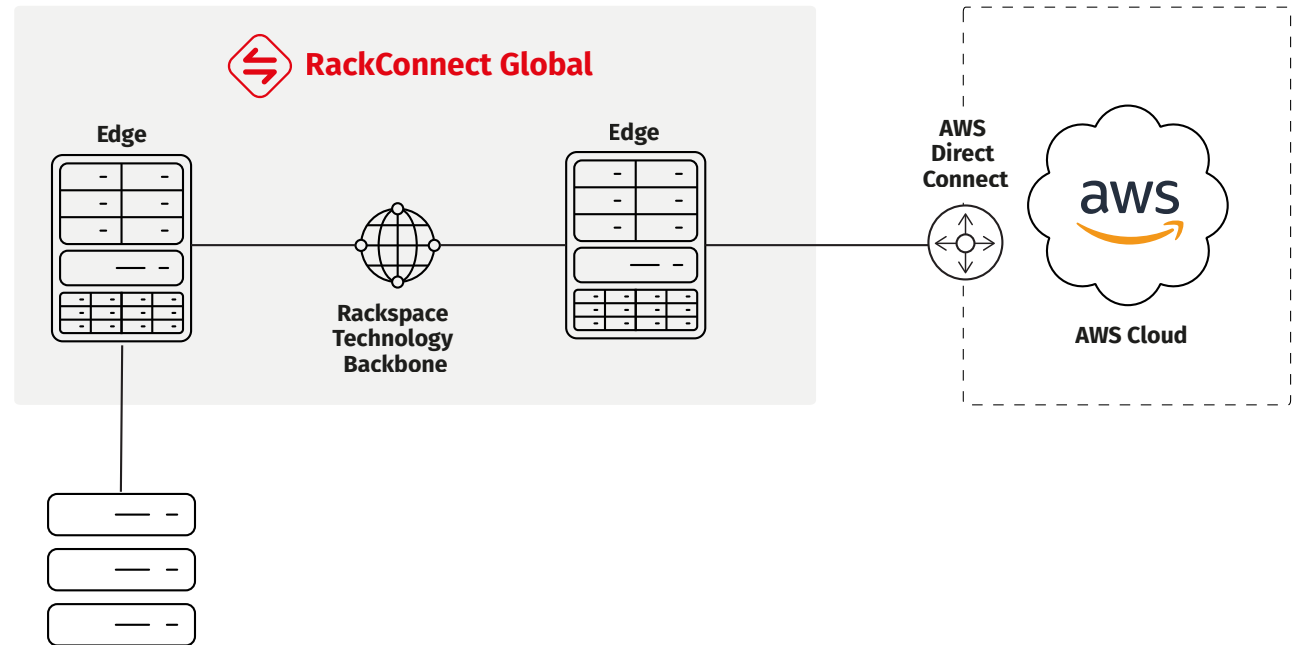 RackConnect Global
Edge
Edge
Rackspace
Technology
Backbone
AWS
Direct
Connect
aws
AWS Cloud